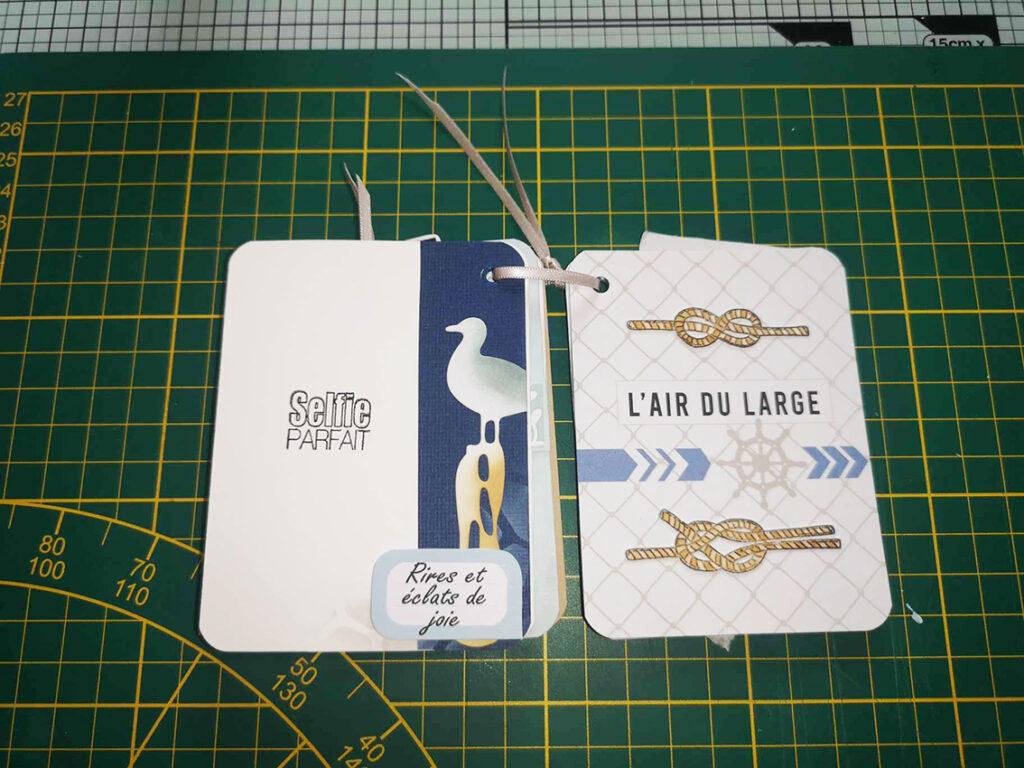 15cm x
27
26
25
Selfie
PARFAIT
Rires et
éclats de
joie
L'AIR DU LARGE
80
100
70
110
50
130
40